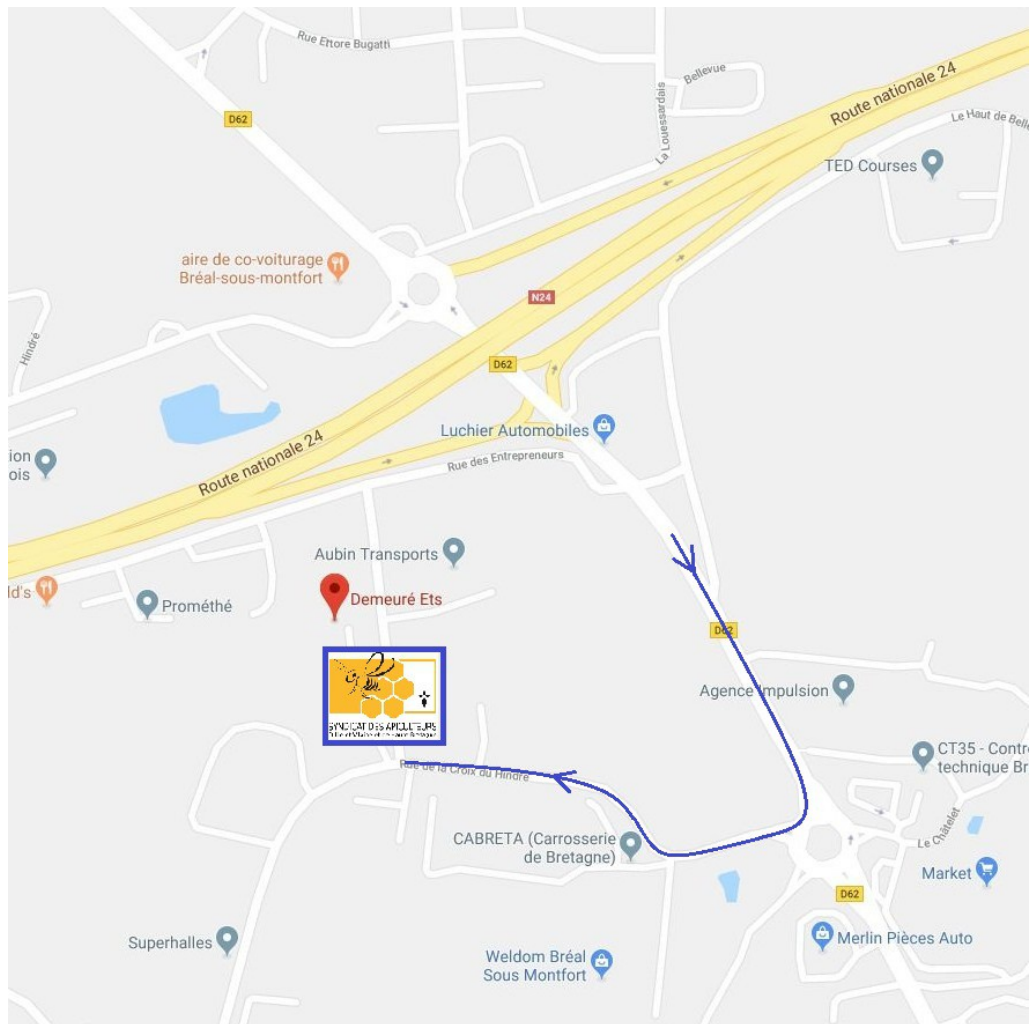 Rue Ettore Bugatti
Bellevue
Route nationale 24
D62
La Louessardais
Le Haut de Belle
TED Courses
aire de co-voiturage
Bréal-sous-montfort
N24
Hindré
D62
Luchier Automobiles
Route nationale 24
Rue des Entrepreneurs
ion
ois
Aubin Transports
ld's
Prométhé
Demeuré Ets
D62
SYNDICAT DES APICULTEURS
Agence Impulsion
CT35 - Contr
technique Br
Rue de la Croix du Hindré
CABRETA (Carrosserie
de Bretagne)
Le Châtelet
Market
D62
Superhalles
Merlin Pièces Auto
Weldom Bréal
Sous Montfort